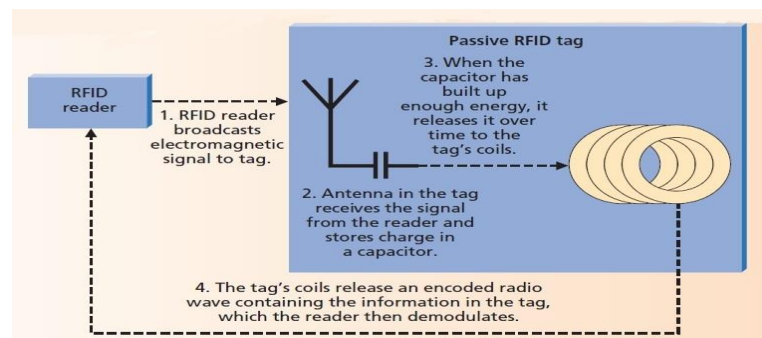 Passive RFID tag
RFID
reader
1. RFID reader
broadcasts
electromagnetic
signal to tag.
2. Antenna in the tag
receives the signal
from the reader and
stores charge in
a capacitor.
3. When the
capacitor has
built up
enough energy, it
releases it over
time to the
tag's coils.
4. The tag's coils release an encoded radio
wave containing the information in the tag,
which the reader then demodulates.